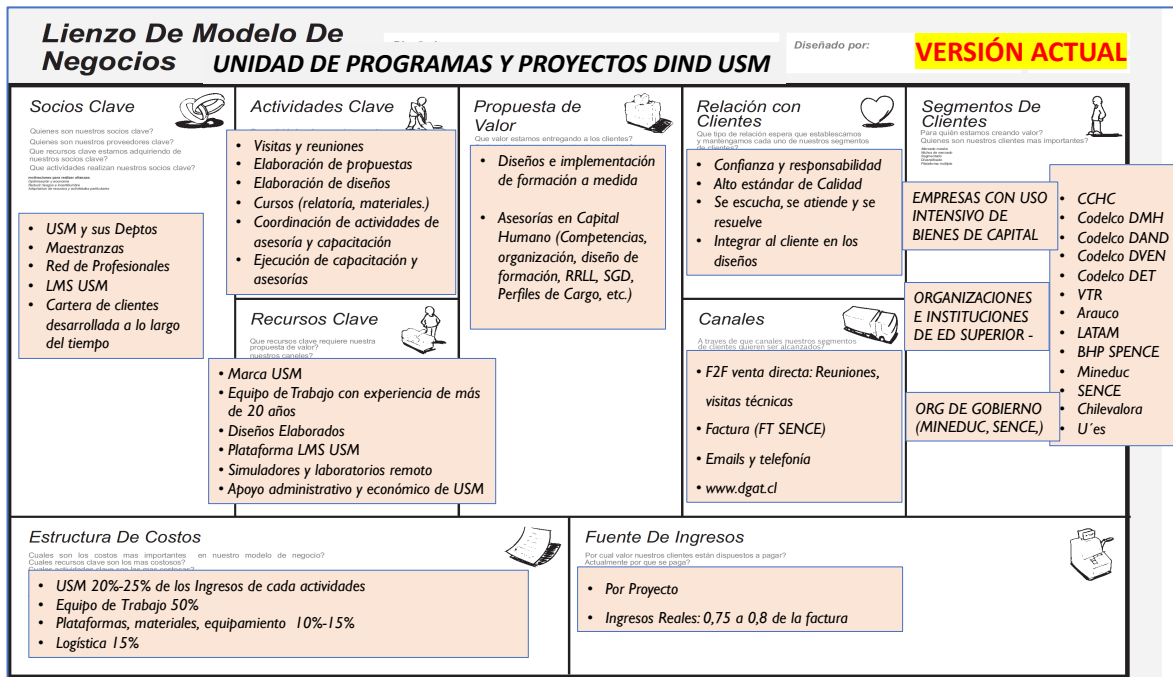 Lienzo De Modelo De
Negocios
UNIDAD DE PROGRAMAS Y PROYECTOS DIND USM
Diseñado por:
VERSIÓN ACTUAL
Socios Clave
Quienes son nuestros socios clave?
Quienes son nuestros proveedores clave?
Que recursos clave estamos adquiriendo de
nuestros socios clave?
Que actividades realizan nuestros socios clave?
• USM y sus Deptos
• Maestranzas
• Red de Profesionales
• LMS USM
• Cartera de clientes
desarrollada a lo largo
del tiempo
Actividades Clave
• Visitas y reuniones
• Elaboración de propuestas
• Elaboración de diseños
• Cursos (relatoría, materiales.)
• Coordinación de actividades de
asesoría y capacitación
• Ejecución de capacitación y
asesorías
Recursos Clave
Que recursos clave requiere nuestra
propuesta de valor?
nuestros canales?
• Marca USM
• Equipo de Trabajo con experiencia de más
de 20 años
• Diseños Elaborados
• Plataforma LMS USM
• Simuladores y laboratorios remoto
• Apoyo administrativo y económico de USM
Propuesta de
Valor
Que valor estamos entregando a los clientes?
• Diseños e implementación
de formación a medida
• Asesorías en Capital
Humano (Competencias,
organización, diseño de
formación, RRLL, SGD,
Perfiles de Cargo, etc.)
Relación con
Clientes
Que tipo de relación espera que establescamos
y mantengamos cada uno de nuestros segmentos
de clientes?
• Confianza y responsabilidad
• Alto estándar de Calidad
• Se escucha, se atiende y se
resuelve
• Integrar al cliente en los
diseños
Canales
A traves de que canales nuestros segmentos
de clientes quieren ser alcanzados?
• F2F venta directa: Reuniones,
visitas técnicas
• Factura (FT SENCE)
• Emails y telefonía
• www.dgat.cl
Segmentos De
Clientes
Para quién estamos creando valor?
Quienes son nuestros clientes mas importantes?
EMPRESAS CON USO
INTENSIVO DE
BIENES DE CAPITAL
ORGANIZACIONES
E INSTITUCIONES
DE ED SUPERIOR -
ORG DE GOBIERNO
(MINEDUC, SENCE,)
• CCHC
• Codelco DMH
• Codelco DAND
• Codelco DVEN
• Codelco DET
• VTR
• Arauco
• LATAM
• BHP SPENCE
• Mineduc
• SENCE
• Chilevalora
• U´es
Estructura De Costos
Cuales son los costos mas importantes en nuestro modelo de negocio?
Cuales recursos clave son los mas costosos?
Cuales actividades clave son las mas costosas?
• USM 20%-25% de los Ingresos de cada actividades
• Equipo de Trabajo 50%
• Plataformas, materiales, equipamiento 10%-15%
• Logística 15%
Fuente De Ingresos
Por cual valor nuestros clientes están dispuestos a pagar?
Actualmente por que se paga?
• Por Proyecto
• Ingresos Reales: 0,75 a 0,8 de la factura